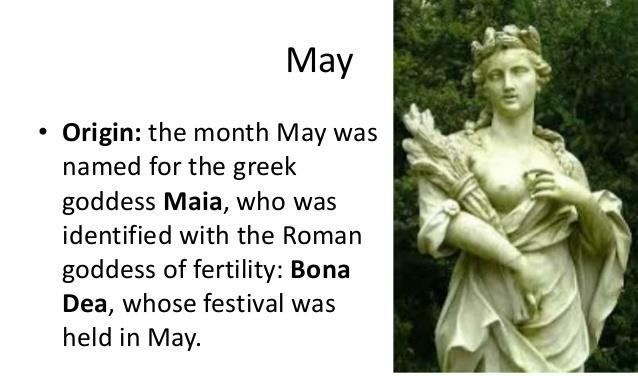 May
• Origin: the month May was
named for the greek
goddess Maia, who was
identified with the Roman
goddess of fertility: Bona
Dea, whose festival was
held in May.